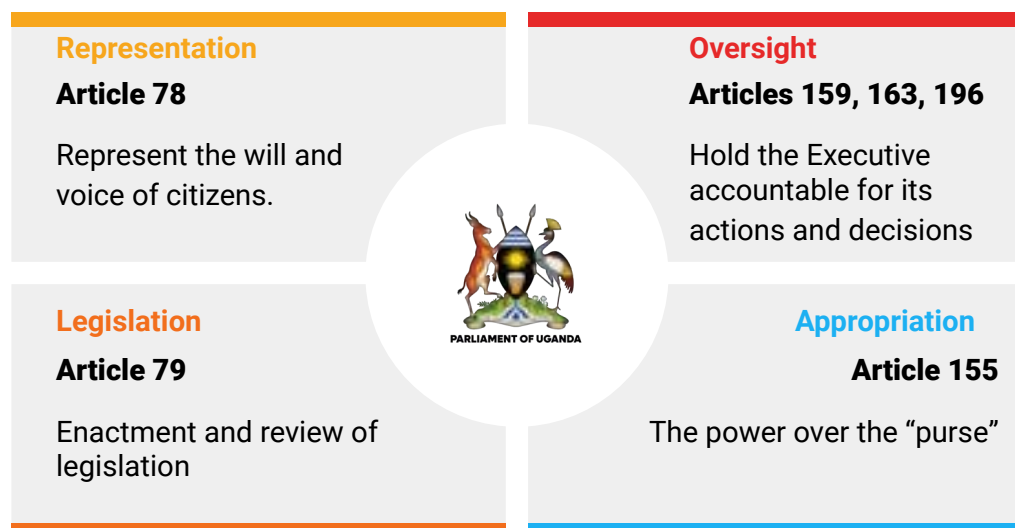 Representation
Article 78
Represent the will and
voice of citizens.
Oversight
Articles 159, 163, 196
Hold the Executive
accountable for its
actions and decisions
PARLIAMENT OF UGANDA
Legislation
Article 79
Enactment and review of
legislation
Appropriation
Article 155
The power over the “purse”